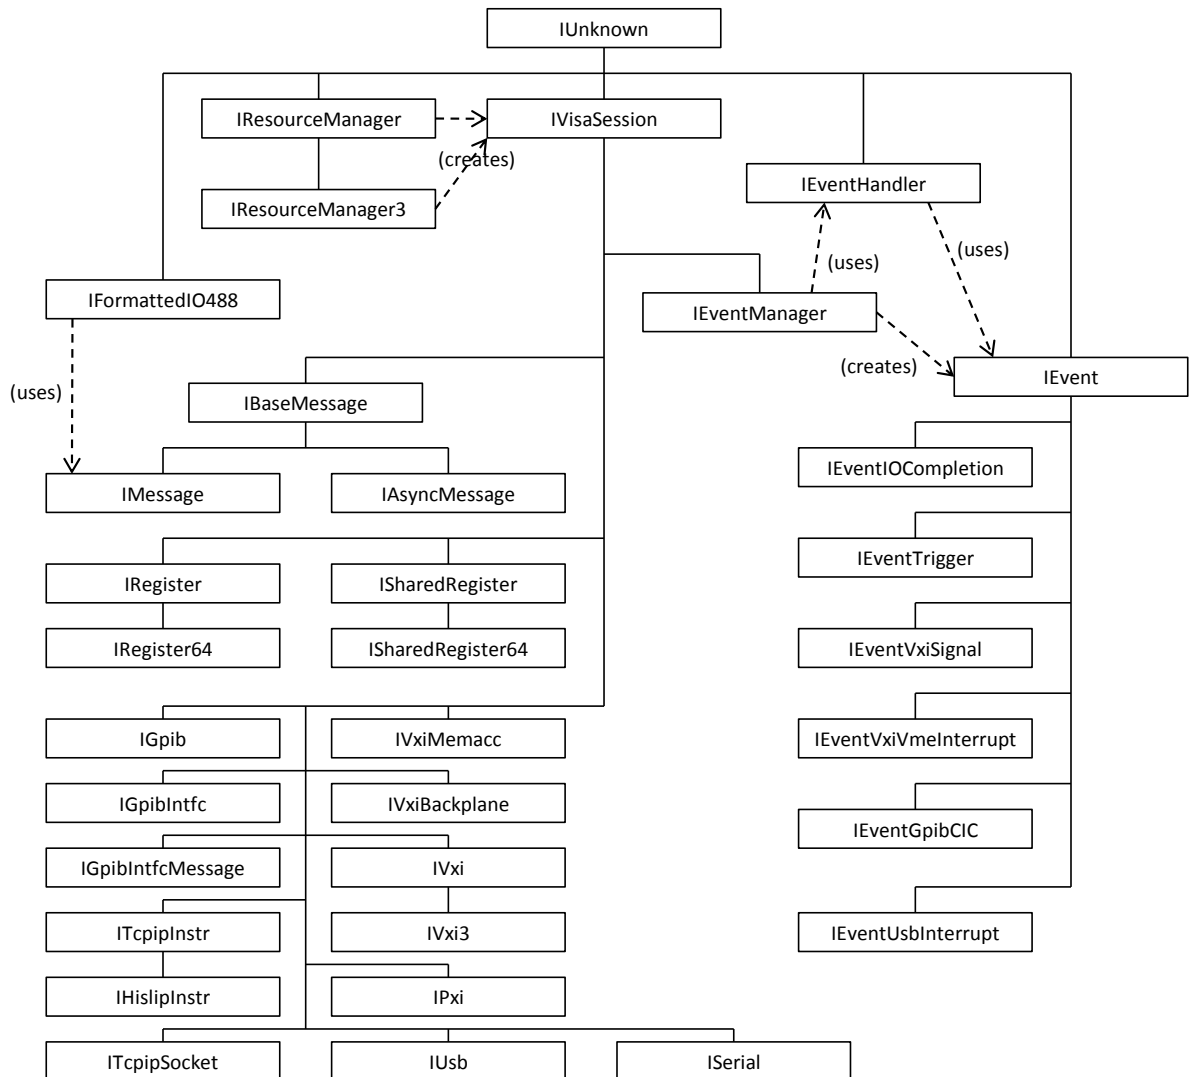 IUnknown
IResourceManager
IVisaSession
(creates)
IEventHandler
IResourceManager3
(uses)
(uses)
IFormattedIO488
IEventManager
(creates)
IEvent
(uses)
IBaseMessage
IEventIOCompletion
IMessage
IAsyncMessage
IEventTrigger
IRegister
ISharedRegister
IRegister64
ISharedRegister64
IEventVxiSignal
IGpib
IVxiMemacc
IEventVxiVmeInterrupt
IGpibIntfc
IVxiBackplane
IEventGpibCIC
IGpibIntfcMessage
IVxi
ITcpipInstr
IVxi3
IEventUsbInterrupt
IHislipInstr
IPxi
ITcpipSocket
IUsb
ISerial